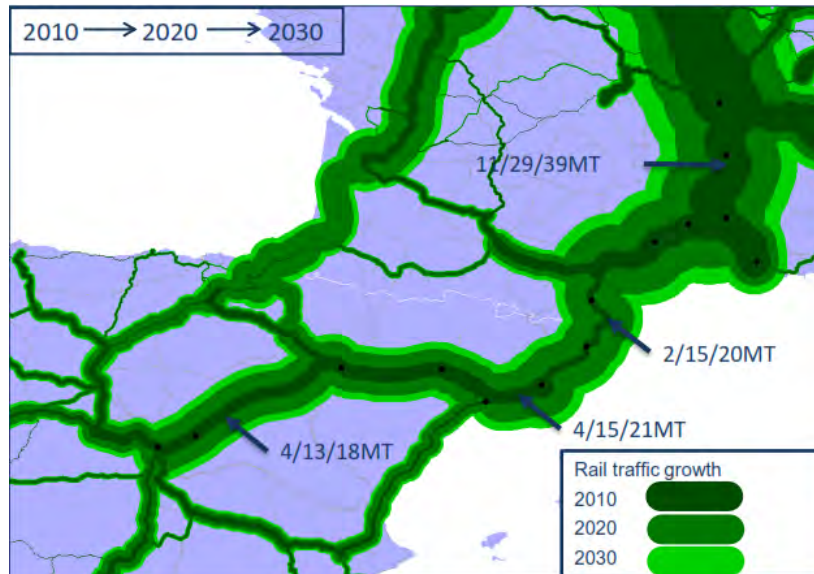 2010 → 2020 → 2030
11/29/39MT
2/15/20MT
4/15/21MT
4/13/18MT
Rail traffic growth
2010
2020
2030